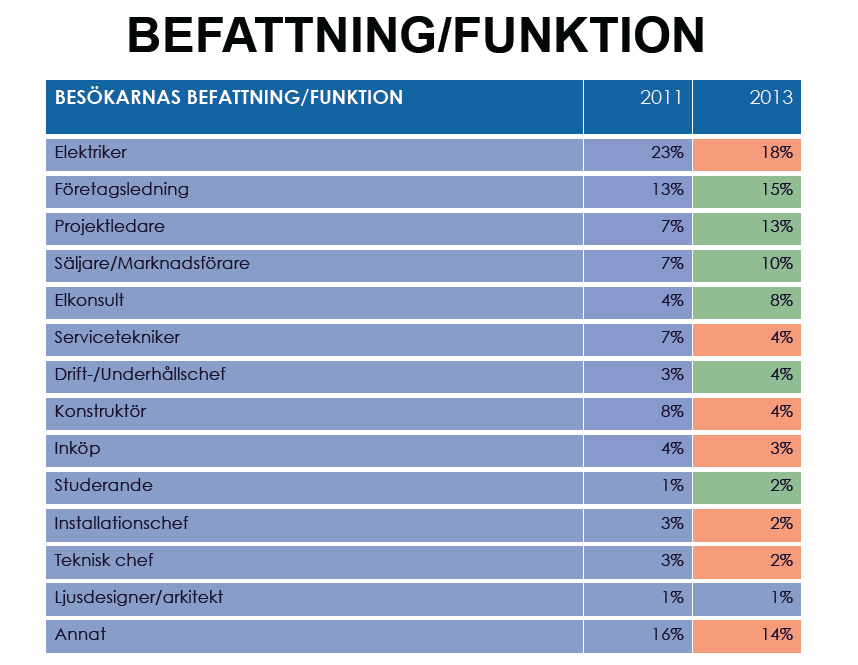 BEFATTNING/FUNKTION
BESÖKARNAS BEFATTNING/FUNKTION 2011 2013
Elektriker 23% 18%
Företagsledning 13% 15%
Projektledare 7% 13%
Säljare/Marknadsförare 7% 10%
Elkonsult 4% 8%
Servicetekniker 7% 4%
Drift-/Underhållschef 3% 4%
Konstruktör 8% 4%
Inköp 4% 3%
Studerande 1% 2%
Installationschef 3% 2%
Teknisk chef 3% 2%
Ljusdesigner/arkitekt 1% 1%
Annat 16% 14%